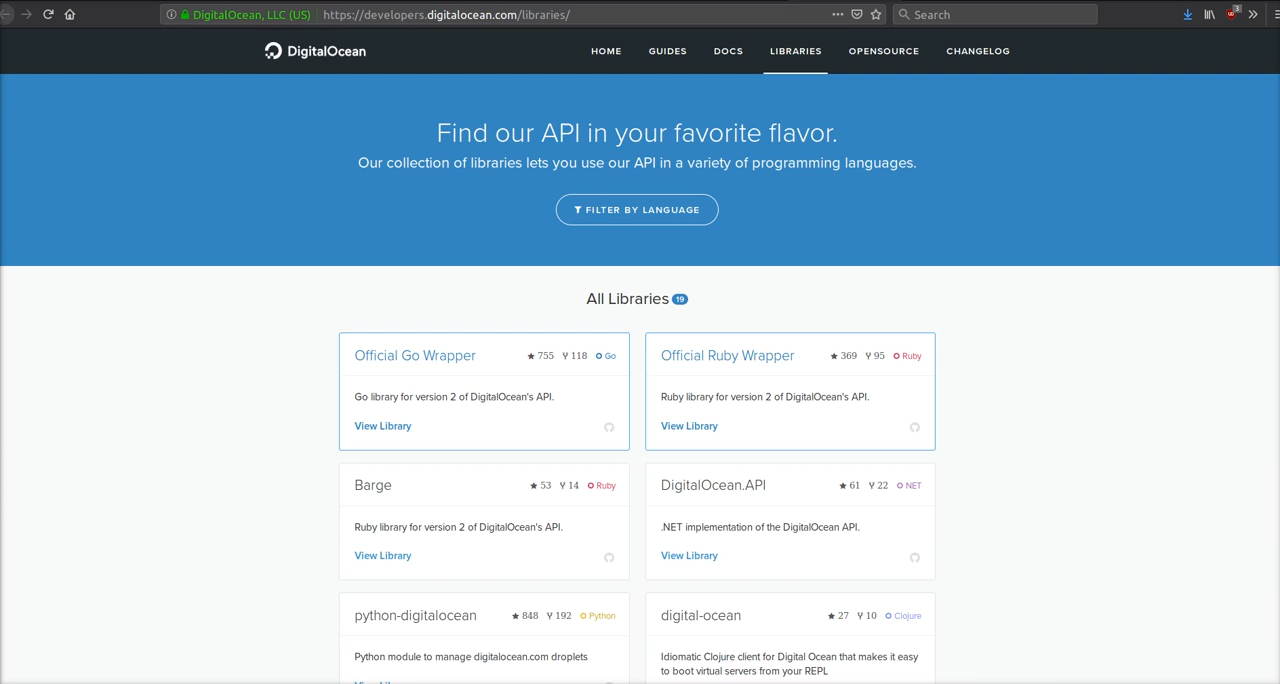 DigitalOcean, LLC (US) https://developers.digitalocean.com/libraries/ Search 3
DigitalOcean HOME GUIDES DOCS LIBRARIES OPENSOURCE CHANGELOG
Find our API in your favorite flavor.
Our collection of libraries lets you use our API in a variety of programming languages.
FILTER BY LANGUAGE
All Libraries 19
Official Go Wrapper 755 118 Go
Go library for version 2 of DigitalOcean's API.
View Library
Official Ruby Wrapper 369 95 Ruby
Ruby library for version 2 of DigitalOcean's API.
View Library
Barge 53 14 Ruby
Ruby library for version 2 of DigitalOcean's API.
View Library
DigitalOcean.API 61 22 NET
.NET implementation of the DigitalOcean API.
View Library
python-digitalocean 848 192 Python
Python module to manage digitalocean.com droplets
digital-ocean 27 10 Clojure
Idiomatic Clojure client for Digital Ocean that makes it easy
to boot virtual servers from your REPL